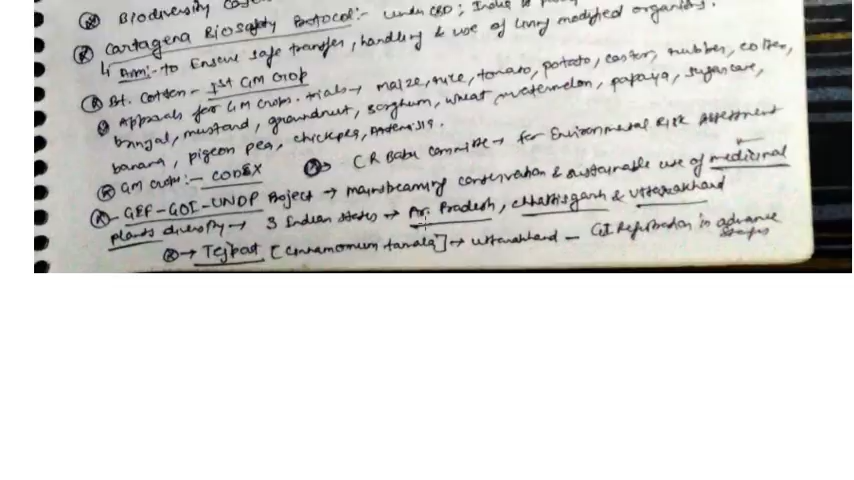 Biodiversity
Cartagena Biosafety Protocol:- under CBD; India is
↳ Aim:- to Ensure safe transfer, handling & use of living modified organisms.
Bt. Cotton - 1st GM Crop
Approvals for GM crops. trials → maize, rice, tomato, potato, castor, rubber, cotton,
brinjal, mustard, groundnut, sorghum, wheat, watermelon, papaya, sugarcane,
banana, pigeon pea, chickpea, Artemisia.
GM crops:- CODEX
CR Babu Committee → for Environmental Risk Assessment
GEF-GOI-UNDP Project → mainstreaming conservation & sustainable use of medicinal
plants diversity → 3 Indian states → Ar. Pradesh, Chhattisgarh & Uttarakhand
→ Tejpat [Cinnamomum tamala] → Uttarakhand - GI Registration in advance
stages